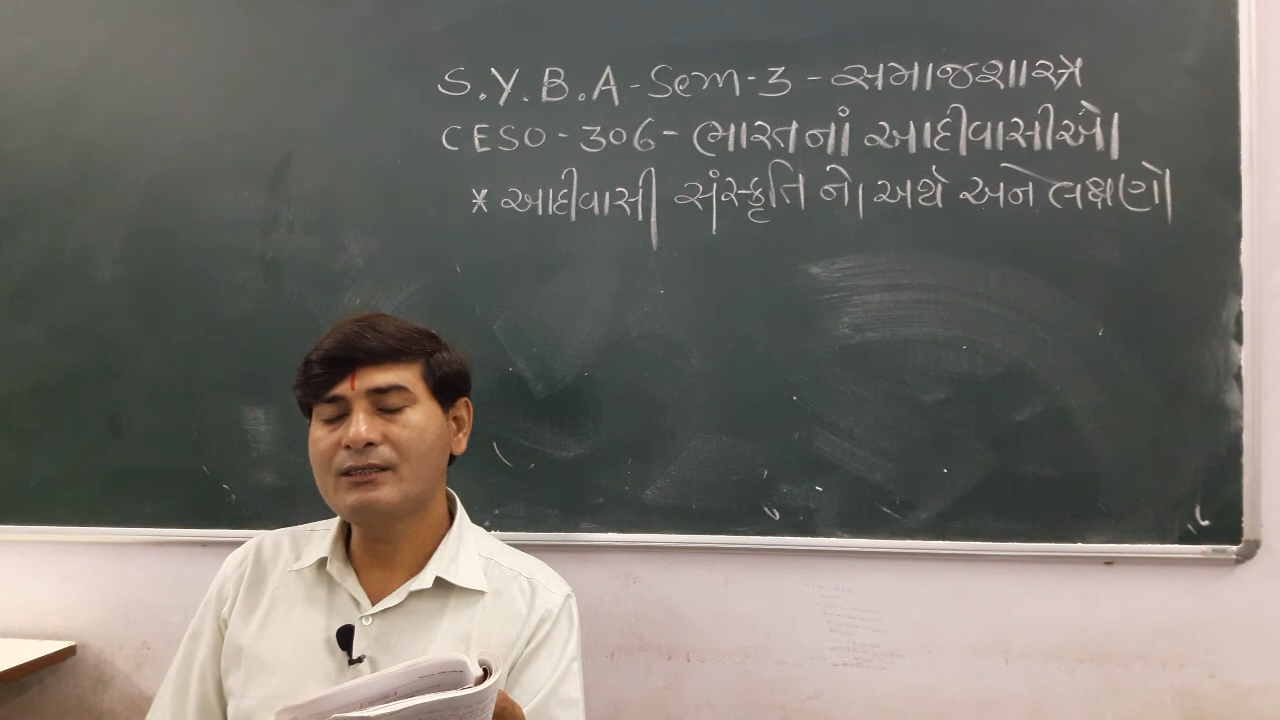 S.Y.B.A - Sem - 3 - સમાજશાસ્ત્ર
CESO - 306 - ભારતનાં આદીવાસીઓ
* આદીવાસી સંસ્કૃતિ નો અર્થ અને લક્ષણો